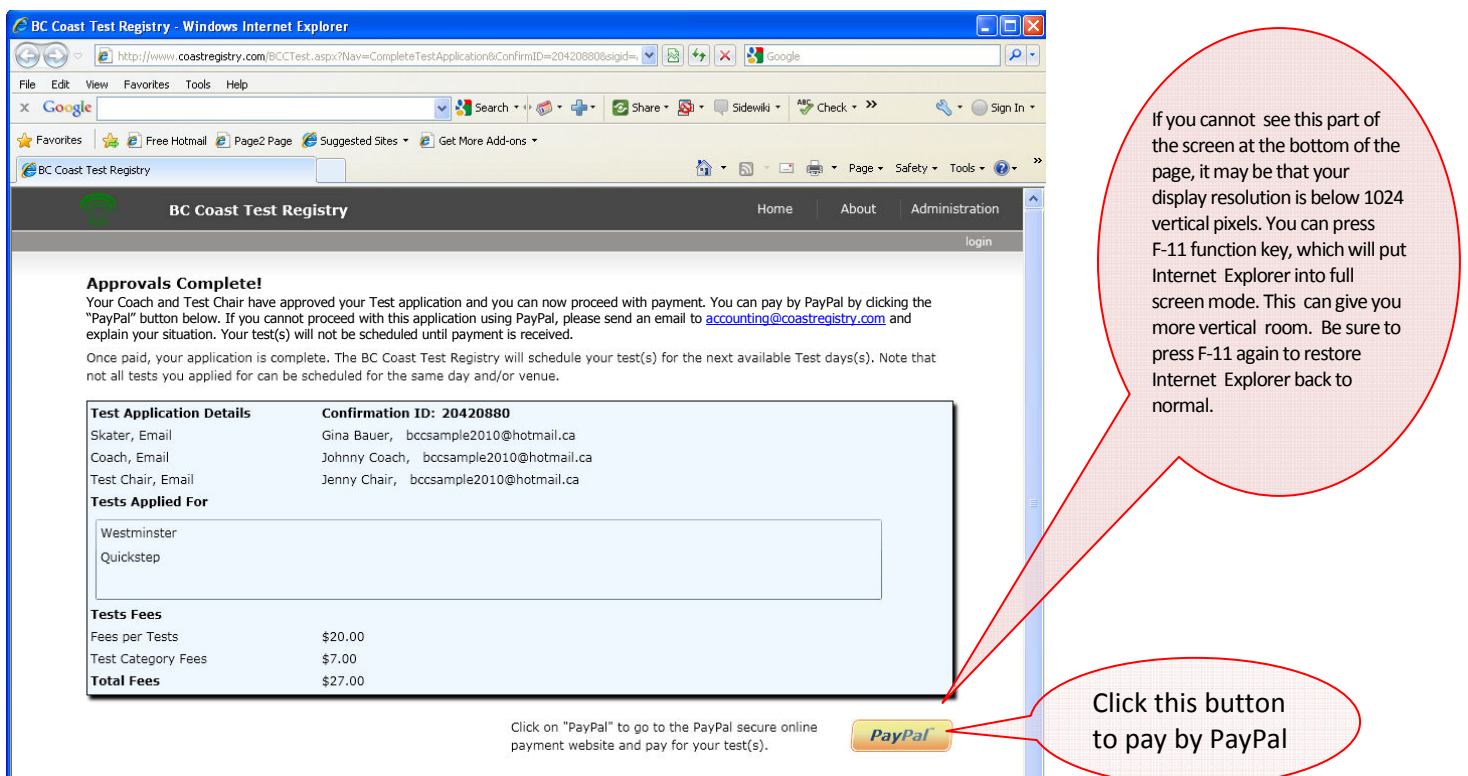 BC Coast Test Registry - Windows Internet Explorer
http://www.coastregistry.com/BCCTest.aspx?Nav=CompleteTestApplication&ConfirmID=20420880&sigid=
Google
File Edit View Favorites Tools Help
x Google Search Share Sidewiki ABC Check >> Sign In
Favorites Free Hotmail Page2 Page Suggested Sites Get More Add-ons
BC Coast Test Registry Page Safety Tools >>
BC Coast Test Registry Home About Administration
login
Approvals Complete!
Your Coach and Test Chair have approved your Test application and you can now proceed with payment. You can pay by PayPal by clicking the
“PayPal” button below. If you cannot proceed with this application using PayPal, please send an email to accounting@coastregistry.com and
explain your situation. Your test(s) will not be scheduled until payment is received.
Once paid, your application is complete. The BC Coast Test Registry will schedule your test(s) for the next available Test days(s). Note that
not all tests you applied for can be scheduled for the same day and/or venue.
Test Application Details Confirmation ID: 20420880
Skater, Email Gina Bauer, bccsample2010@hotmail.ca
Coach, Email Johnny Coach, bccsample2010@hotmail.ca
Test Chair, Email Jenny Chair, bccsample2010@hotmail.ca
Tests Applied For
Westminster
Quickstep
Tests Fees
Fees per Tests $20.00
Test Category Fees $7.00
Total Fees $27.00
Click on "PayPal" to go to the PayPal secure online
payment website and pay for your test(s).
PayPal
If you cannot see this part of
the screen at the bottom of the
page, it may be that your
display resolution is below 1024
vertical pixels. You can press
F-11 function key, which will put
Internet Explorer into full
screen mode. This can give you
more vertical room. Be sure to
press F-11 again to restore
Internet Explorer back to
normal.
Click this button
to pay by PayPal